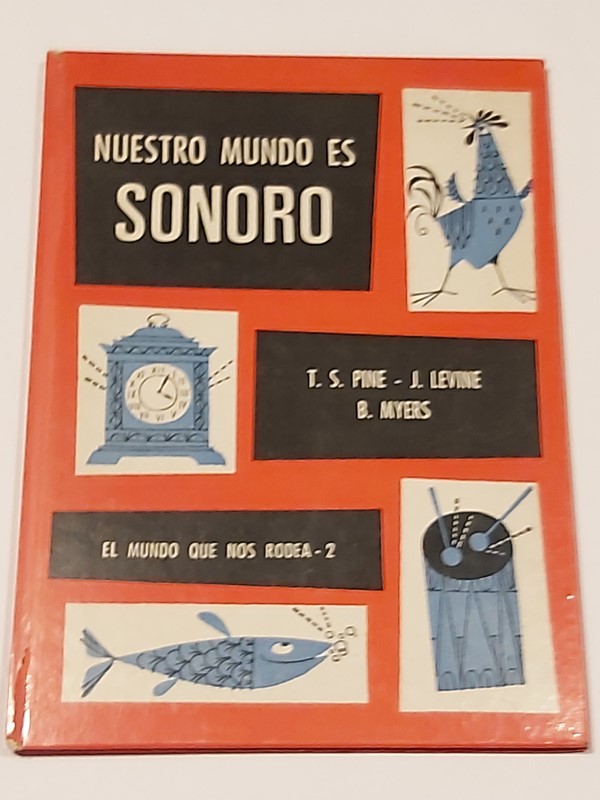 NUESTRO MUNDO ES
SONORO
T. S. PINE - J. LEVINE
B. MYERS
EL MUNDO QUE NOS RODEA-2